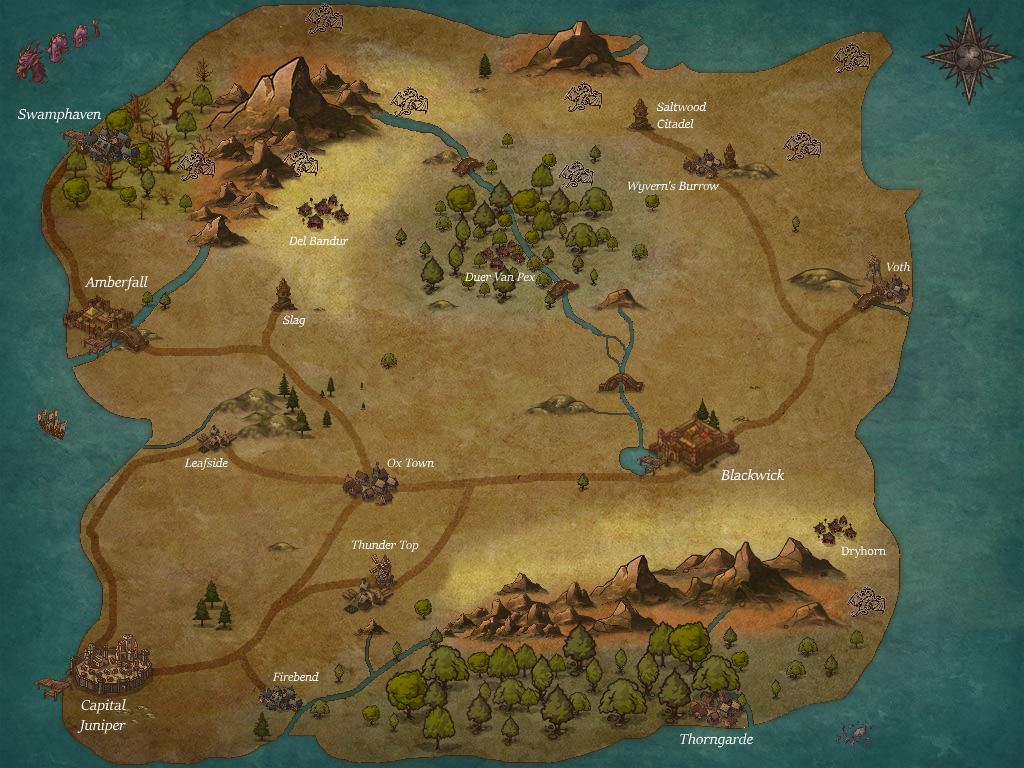 Swamphaven
Saltwood
Citadel
Wyvern's Burrow
Del Bandur
Duer Van Pex
Voth
Amberfall
Slag
Leafside
Ox Town
Blackwick
Thunder Top
Dryhorn
Firebend
Capital
Juniper
Thorngarde